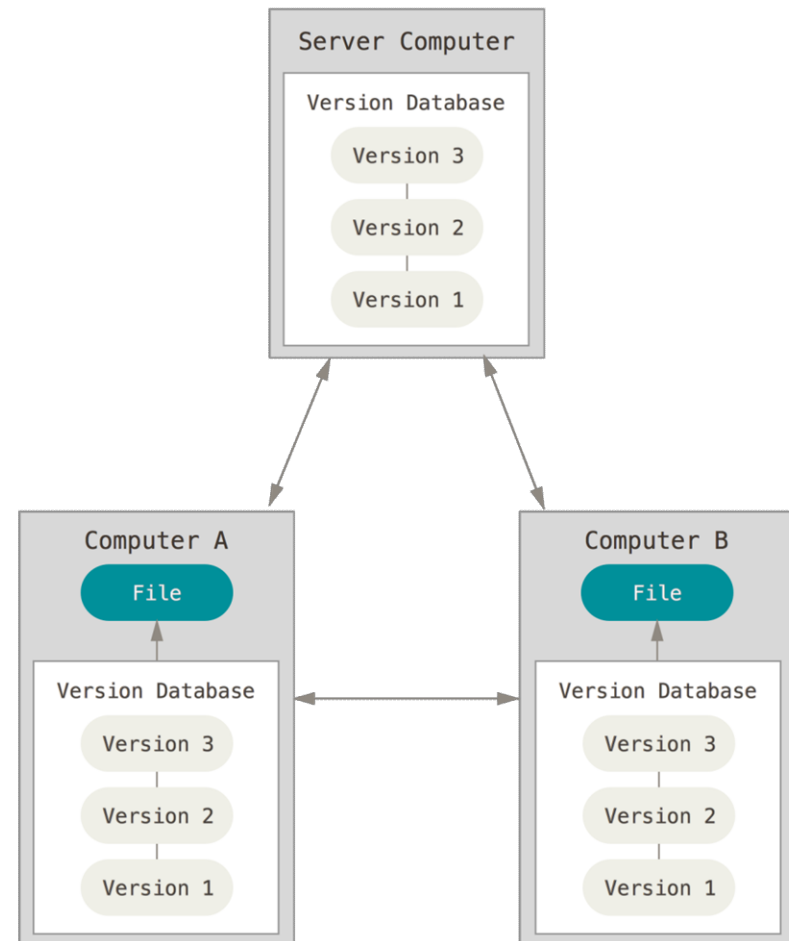 Server Computer
Version Database
Version 3
Version 2
Version 1
Computer A
File
Version Database
Version 3
Version 2
Version 1
Computer B
File
Version Database
Version 3
Version 2
Version 1